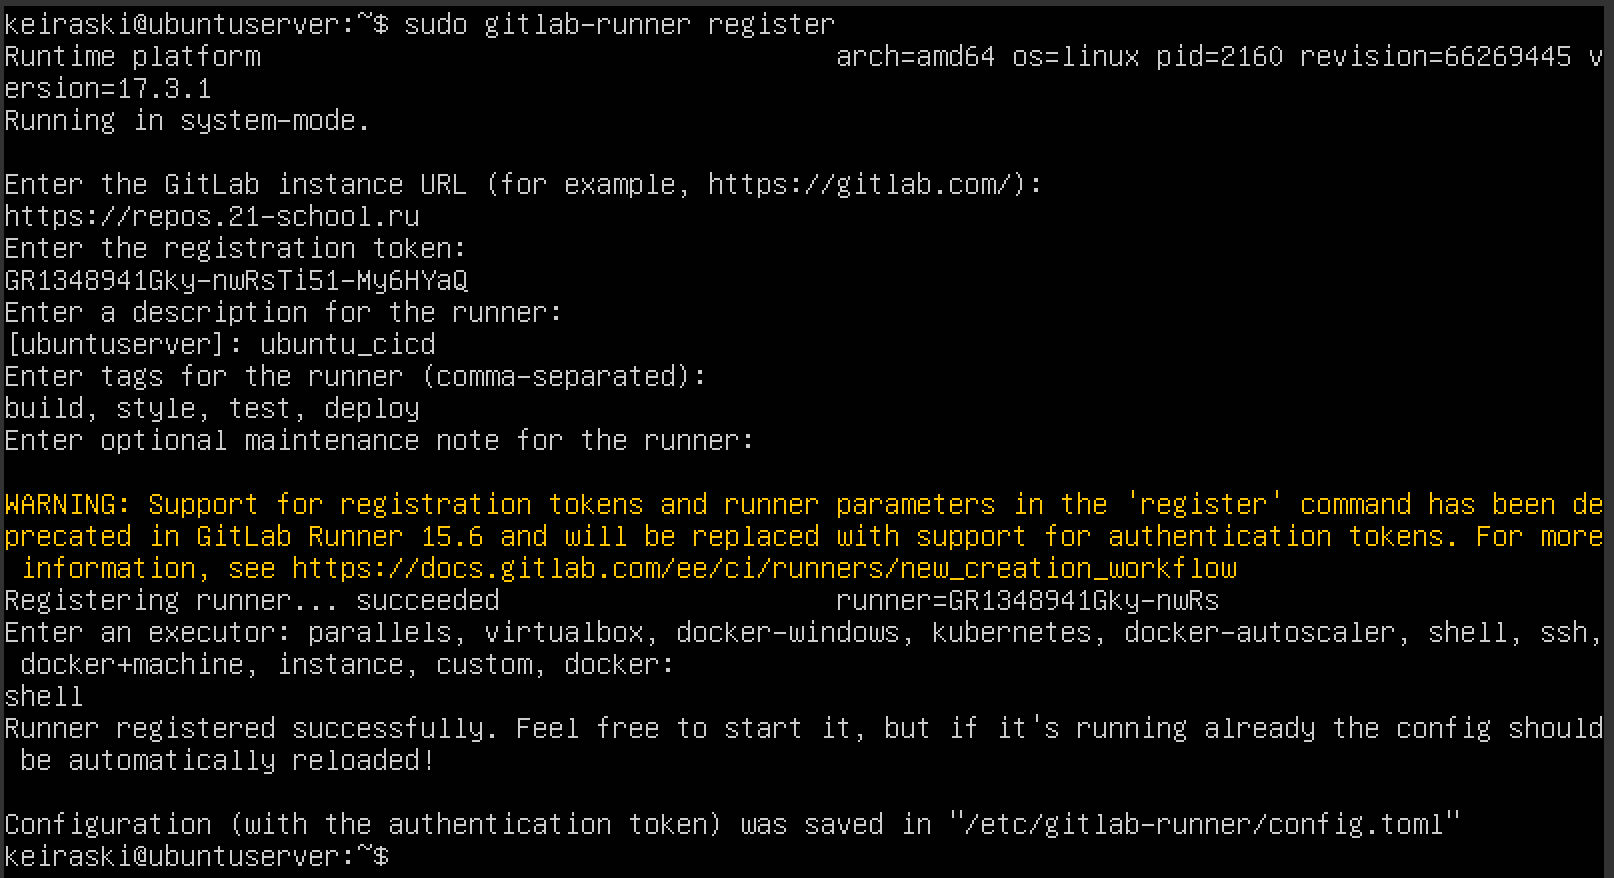 keiraski@ubuntuserver:~$ sudo gitlab-runner register
Runtime platform                                    arch=amd64 os=linux pid=2160 revision=66269445 v
ersion=17.3.1
Running in system-mode.

Enter the GitLab instance URL (for example, https://gitlab.com/):
https://repos.21-school.ru
Enter the registration token:
GR1348941Gky-nwRsTi51-My6HYaQ
Enter a description for the runner:
[ubuntuserver]: ubuntu_cicd
Enter tags for the runner (comma-separated):
build, style, test, deploy
Enter optional maintenance note for the runner:

WARNING: Support for registration tokens and runner parameters in the 'register' command has been de
precated in GitLab Runner 15.6 and will be replaced with support for authentication tokens. For more
 information, see https://docs.gitlab.com/ee/ci/runners/new_creation_workflow
Registering runner... succeeded                     runner=GR1348941Gky-nwRs
Enter an executor: parallels, virtualbox, docker-windows, kubernetes, docker-autoscaler, shell, ssh,
 docker+machine, instance, custom, docker:
shell
Runner registered successfully. Feel free to start it, but if it's running already the config should
 be automatically reloaded!

Configuration (with the authentication token) was saved in "/etc/gitlab-runner/config.toml"
keiraski@ubuntuserver:~$